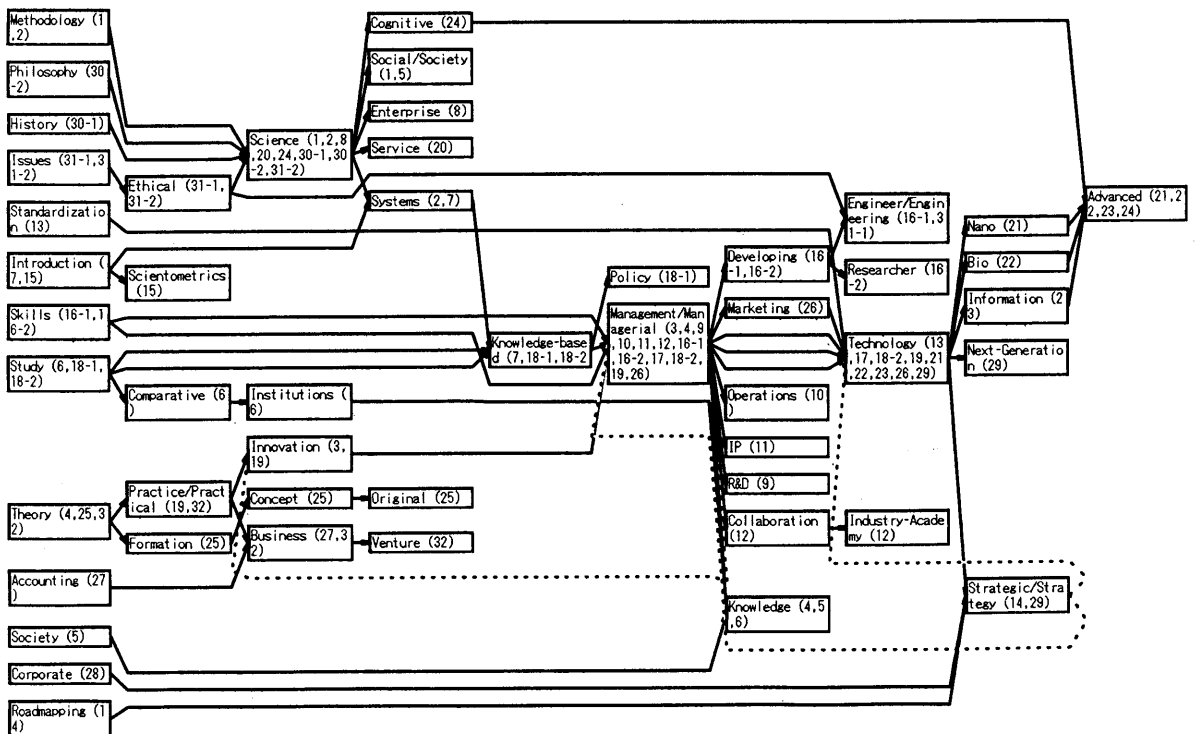 Methodology (1
,2)
Philosophy (30
-2)
History (30-1)
Issues (31-1,3
1-2)
Standardizatio
n (13)
Introduction (
7,15)
Skills (16-1,1
6-2)
Study (6,18-1,
18-2)
Theory (4,25,3
2)
Accounting (27
)
Society (5)
Corporate (28)
Roadmapping (1
4)
Ethical (31-1,
31-2)
Scientometrics
(15)
Comparative (6
)
Practice/Pract
ical (19,32)
Formation (25)
Science (1,2,8
,20,24,30-1,30
-2,31-2)
Institutions (
6)
Innovation (3,
19)
Concept (25)
Business (27,3
2)
Cognitive (24)
Social/Society
(1,5)
Enterprise (8)
Service (20)
Systems (2,7)
Original (25)
Venture (32)
Knowledge-base
d (7,18-1,18-2
Policy (18-1)
Management/Man
agerial (3,4,9
,10,11,12,16-1
,16-2,17,18-2,
19,26)
Developing (16
-1,16-2)
Marketing (26)
Operations (10
)
IP (11)
R&D (9)
Collaboration
(12)
Knowledge (4,5
,6)
Engineer/Engin
eering (16-1,3
1-1)
Researcher (16
-2)
Technology (13
,17,18-2,19,21
,22,23,26,29)
Industry-Acade
my (12)
Nano (21)
Bio (22)
Information (2
3)
Next-Generatio
n (29)
Strategic/Stra
tegy (14,29)
Advanced (21,2
2,23,24)